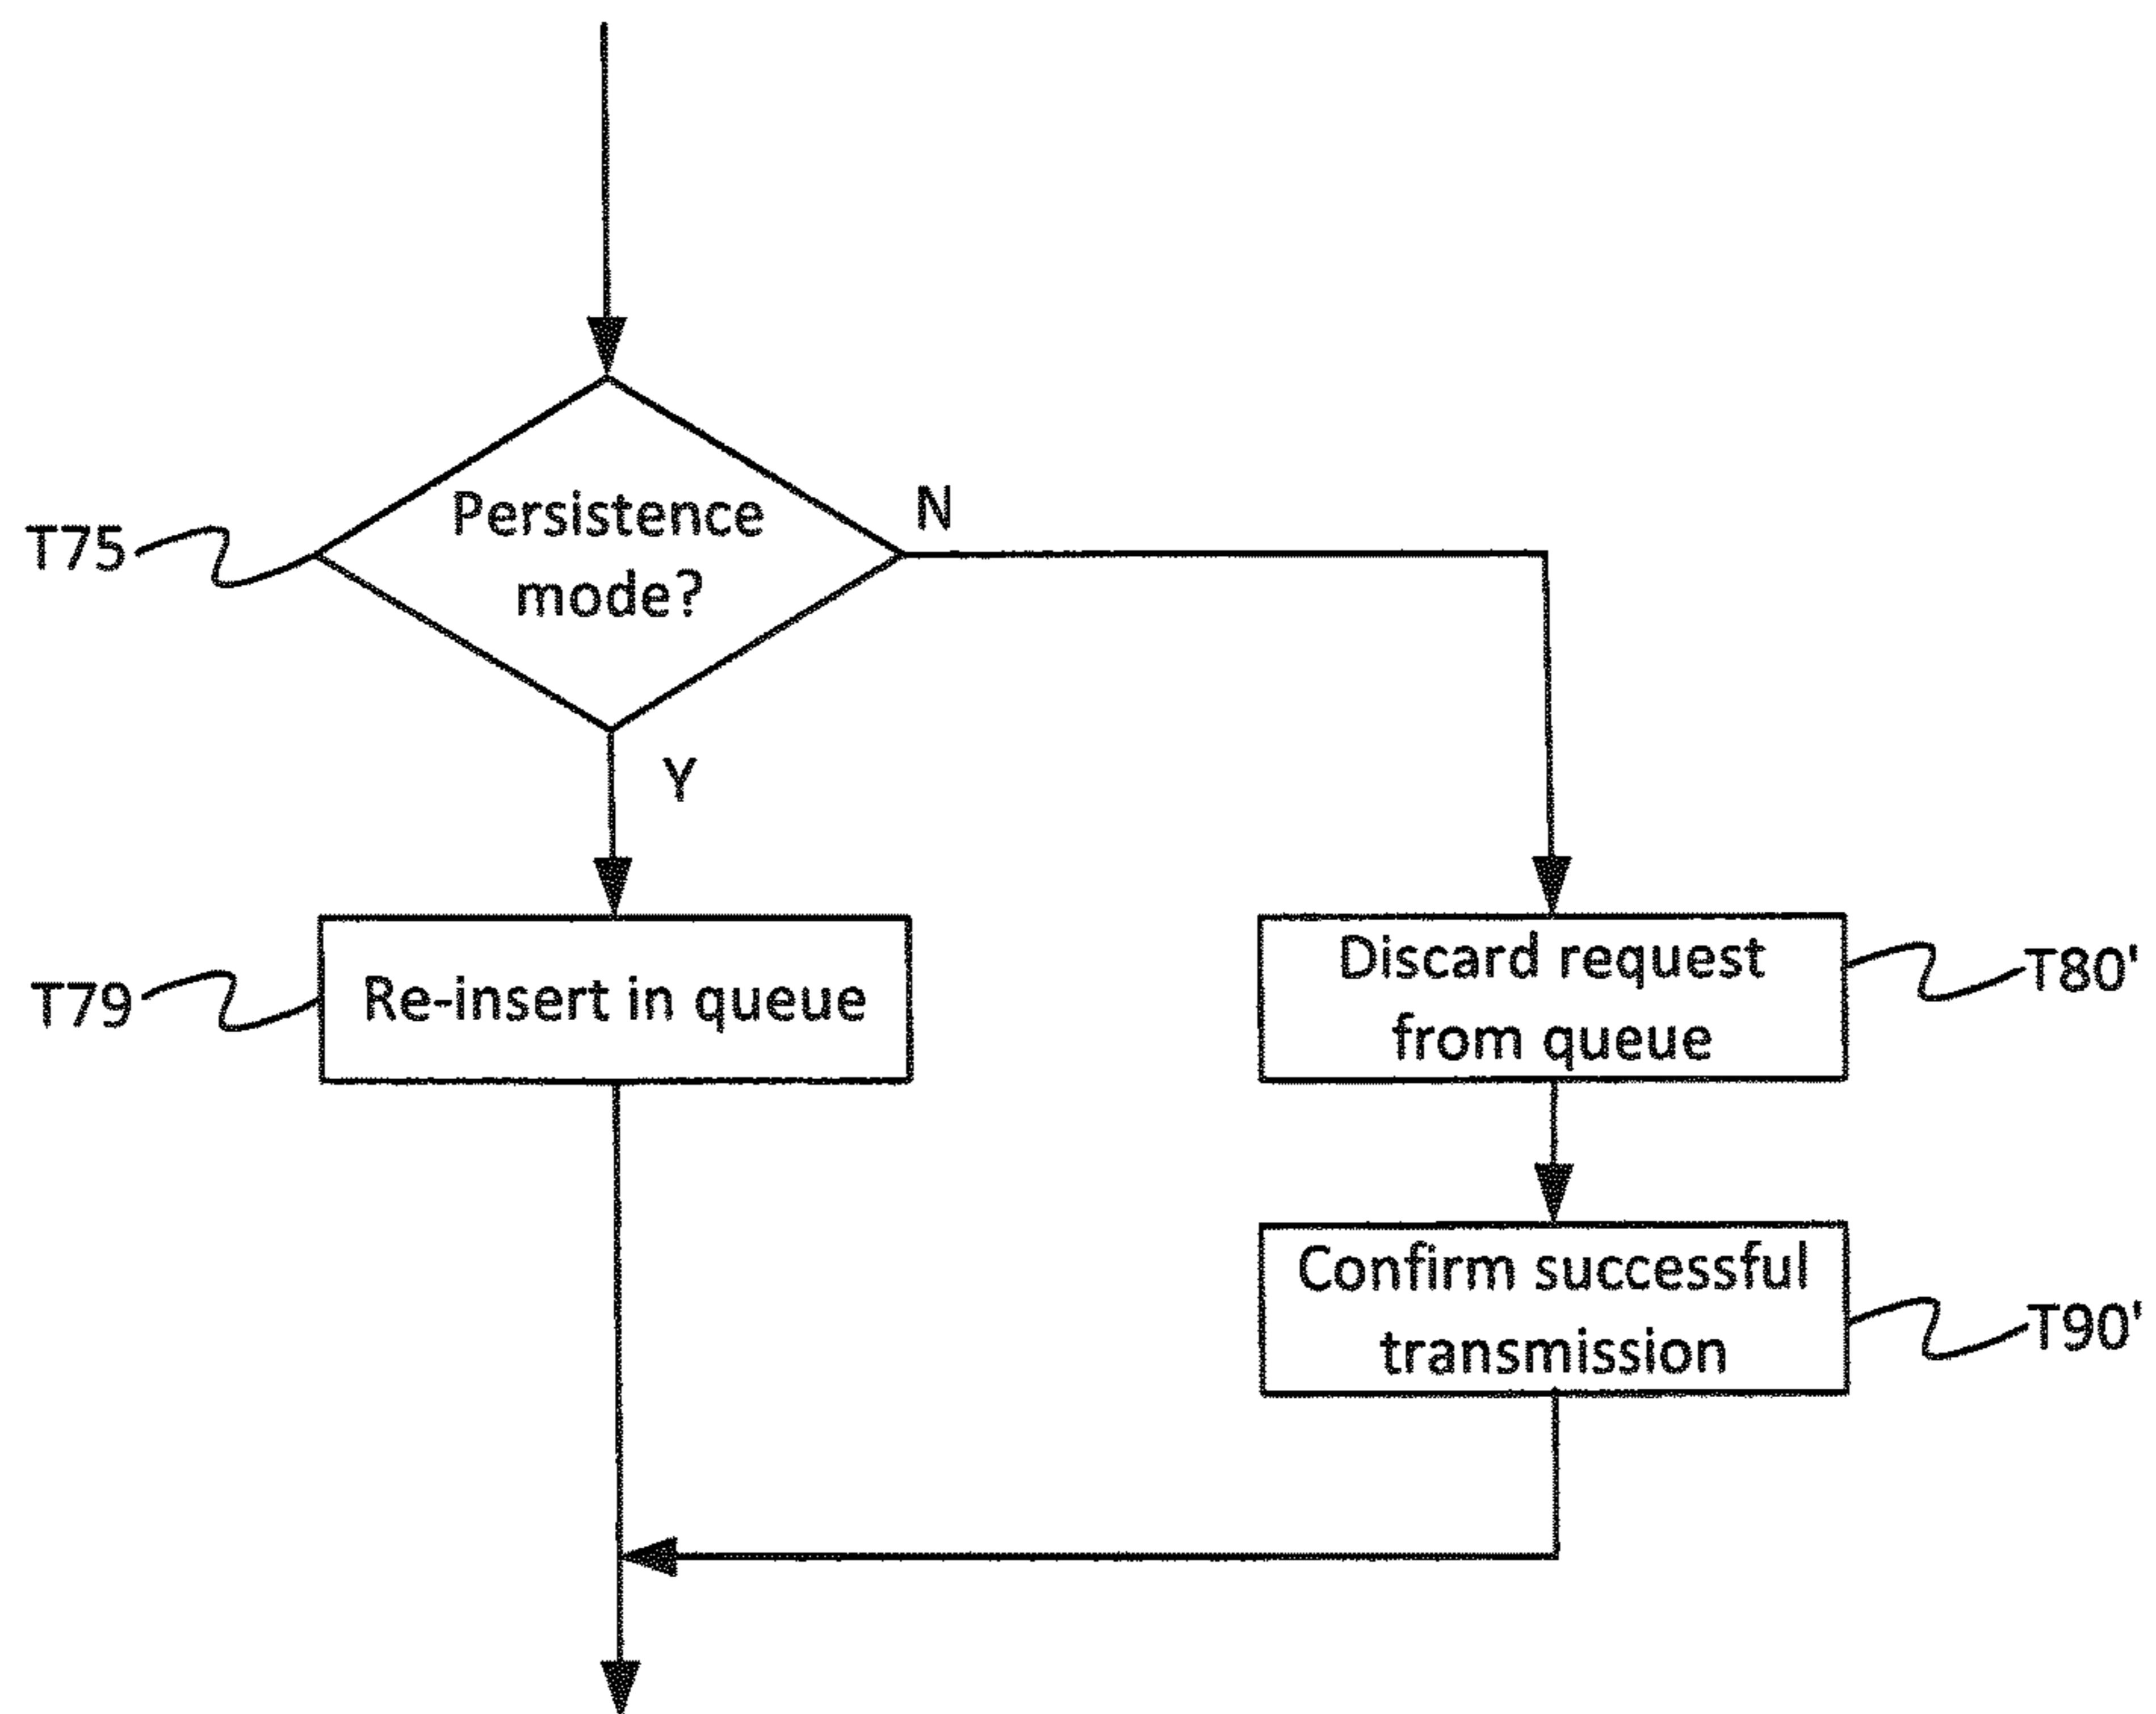 Persistence
mode?
N
T75
Y
Re-insert in queue
T79
Discard request
from queue
T80'
Confirm successful
transmission
T90'